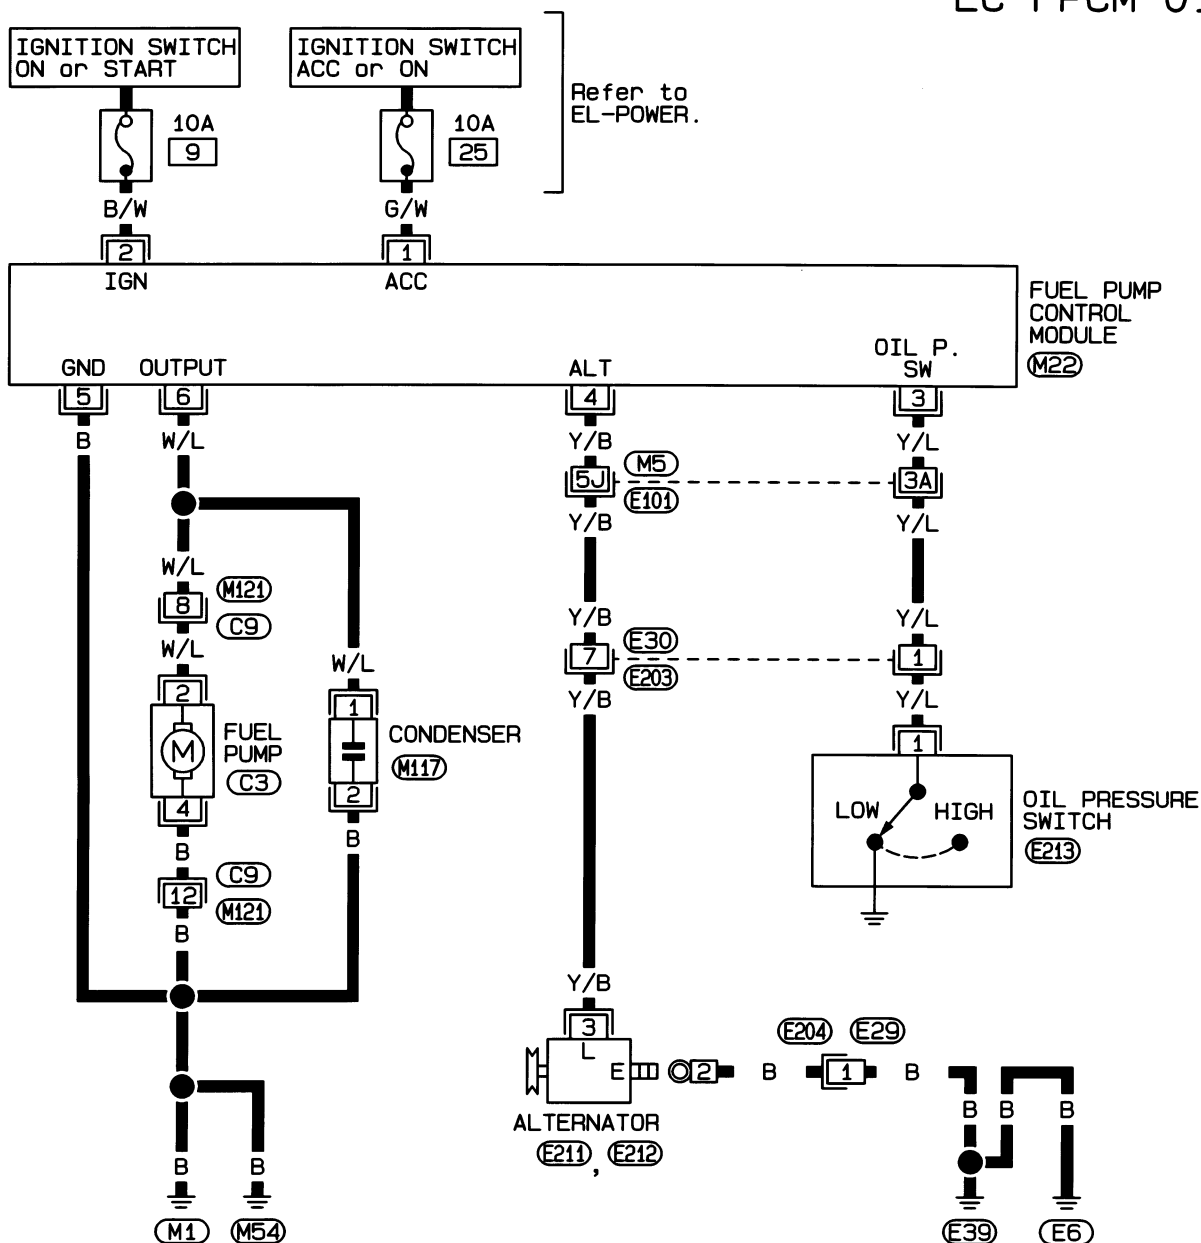 IGNITION SWITCH
ON or START
IGNITION SWITCH
ACC or ON
Refer to
EL-POWER.
10A
9
10A
25
B/W
G/W
2
1
IGN
ACC
FUEL PUMP
CONTROL
MODULE
M22
GND
OUTPUT
ALT
OIL P.
SW
5
6
4
3
B
W/L
Y/B
Y/L
5J
M5
E101
3A
Y/B
Y/L
W/L
8
M121
C9
W/L
Y/B
Y/L
7
E30
E203
1
Y/B
Y/L
W/L
2
1
1
FUEL
PUMP
C3
M
CONDENSER
M117
4
2
LOW
HIGH
OIL PRESSURE
SWITCH
E213
B
B
12
C9
M121
B
Y/B
3
L
E
2
B
E204
E29
1
B
ALTERNATOR
E211 , E212
B
B
B
B
B
M1
M54
E39
E6